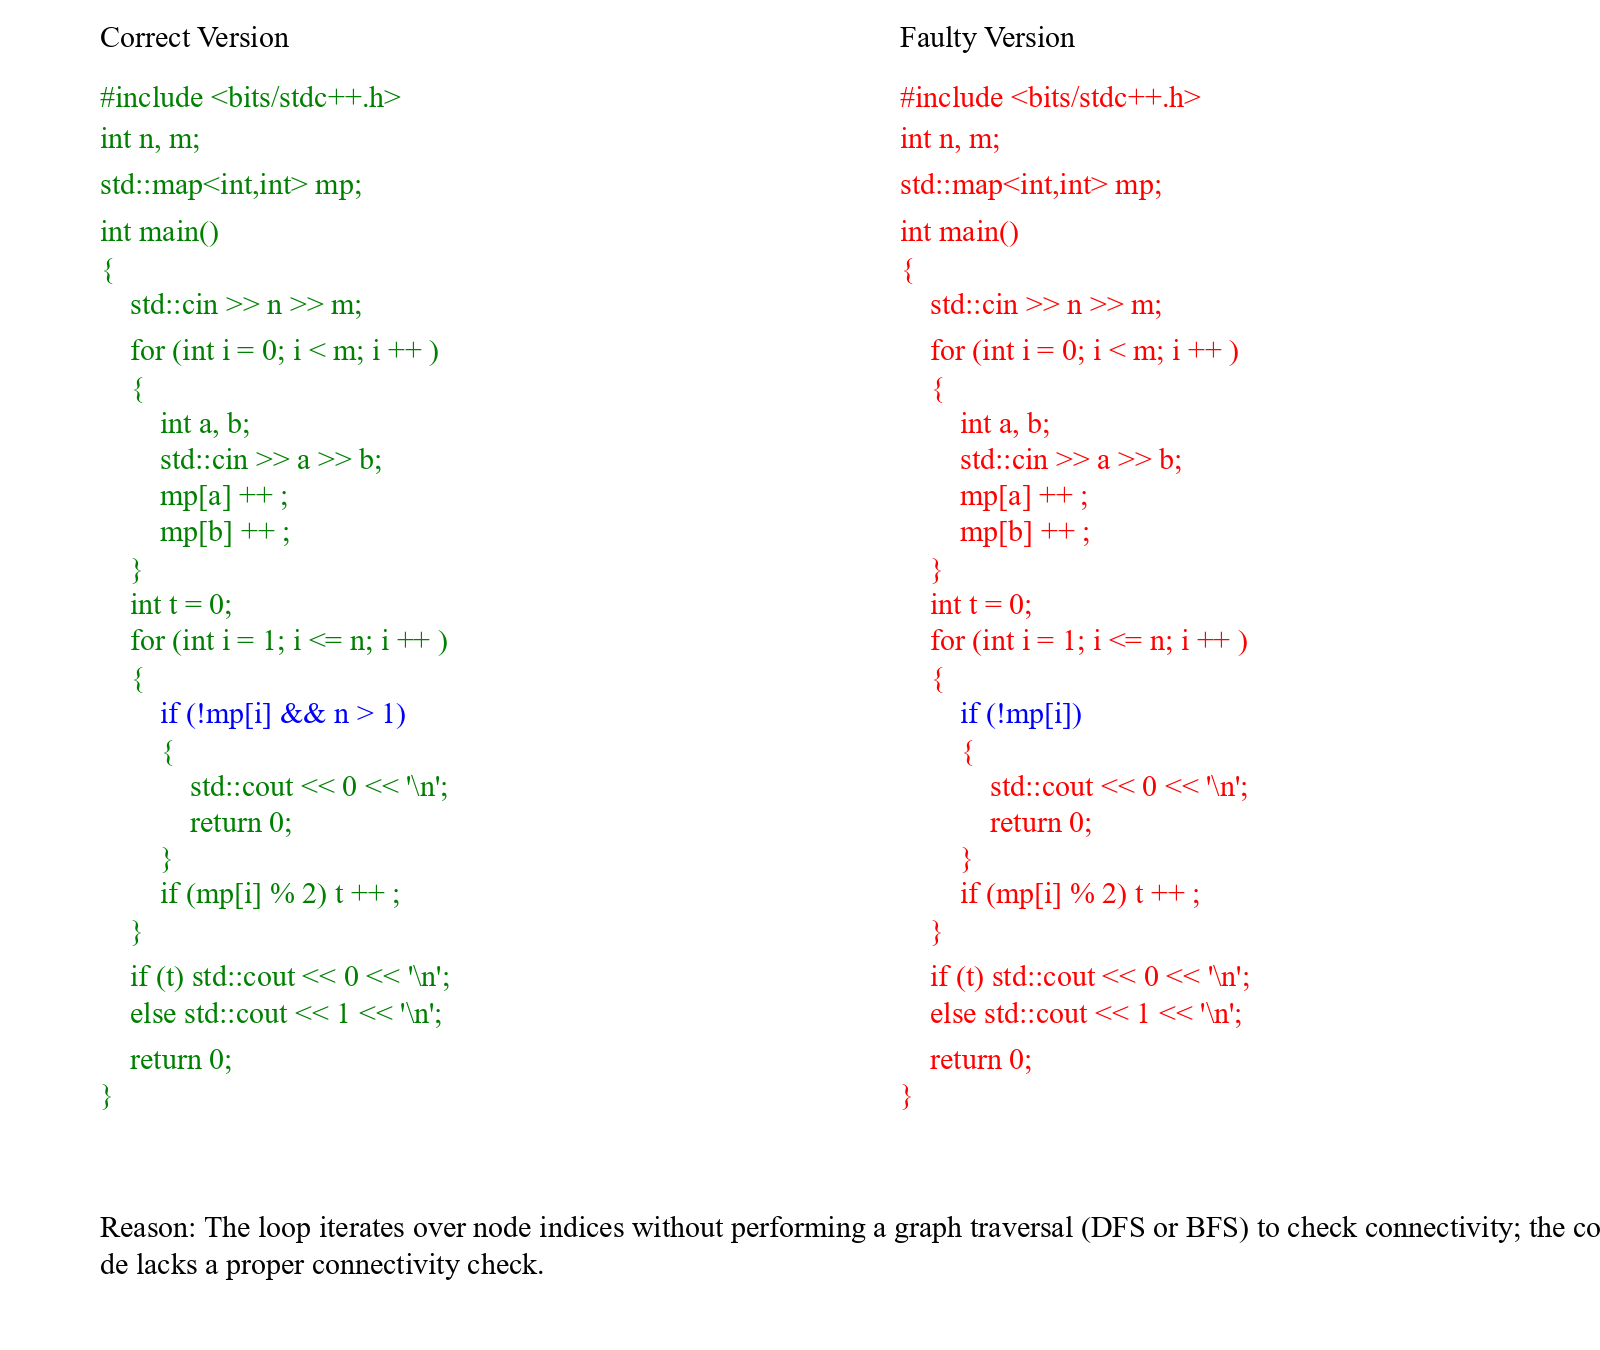 Correct Version
#include <bits/stdc++.h>
int n, m;
std::map<int,int> mp;
int main()
{
    std::cin >> n >> m;
    for (int i = 0; i < m; i ++ )
    {
        int a, b;
        std::cin >> a >> b;
        mp[a] ++ ;
        mp[b] ++ ;
    }
    int t = 0;
    for (int i = 1; i <= n; i ++ )
    {
        if (!mp[i] && n > 1)
        {
            std::cout << 0 << '\n';
            return 0;
        }
        if (mp[i] % 2) t ++ ;
    }
    if (t) std::cout << 0 << '\n';
    else std::cout << 1 << '\n';
    return 0;
}
Faulty Version
#include <bits/stdc++.h>
int n, m;
std::map<int,int> mp;
int main()
{
    std::cin >> n >> m;
    for (int i = 0; i < m; i ++ )
    {
        int a, b;
        std::cin >> a >> b;
        mp[a] ++ ;
        mp[b] ++ ;
    }
    int t = 0;
    for (int i = 1; i <= n; i ++ )
    {
        if (!mp[i])
        {
            std::cout << 0 << '\n';
            return 0;
        }
        if (mp[i] % 2) t ++ ;
    }
    if (t) std::cout << 0 << '\n';
    else std::cout << 1 << '\n';
    return 0;
}
Reason: The loop iterates over node indices without performing a graph traversal (DFS or BFS) to check connectivity; the co
de lacks a proper connectivity check.